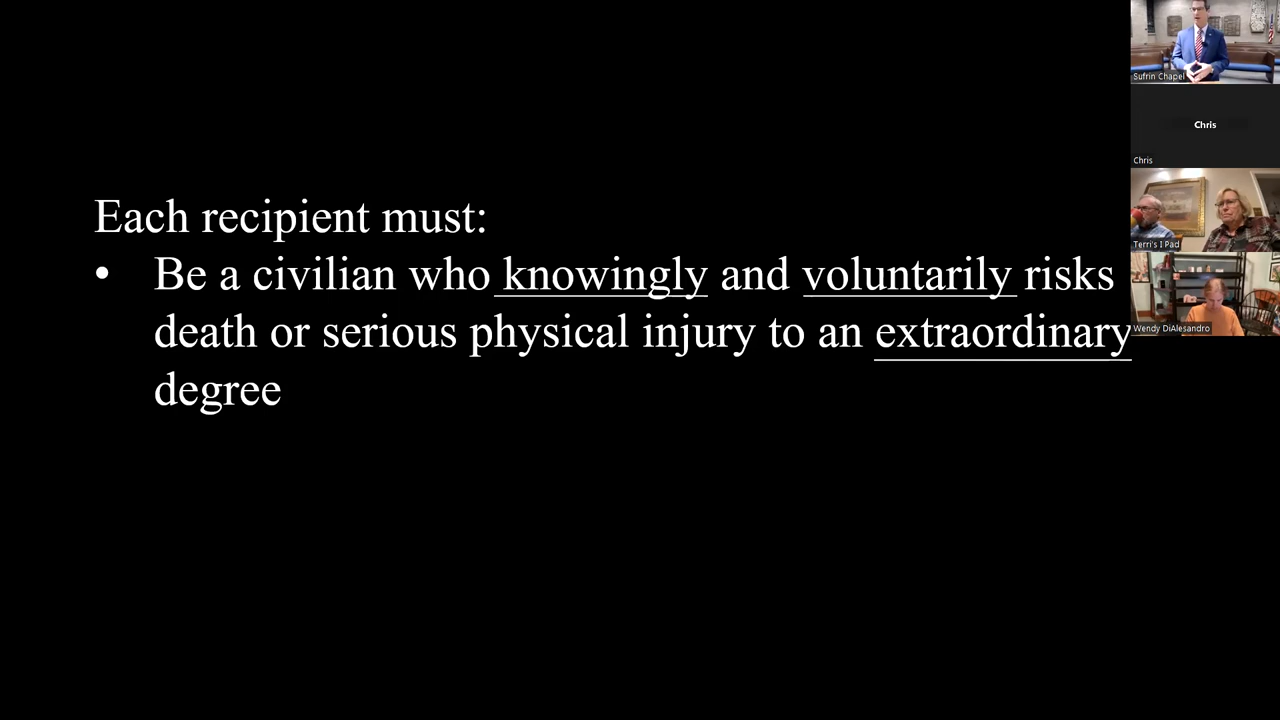 Each recipient must:
• Be a civilian who knowingly and voluntarily risks
death or serious physical injury to an extraordinary
degree
Sufrin Chapel
Chris
Chris
Terri's I Pad
Wendy DiAlesandro